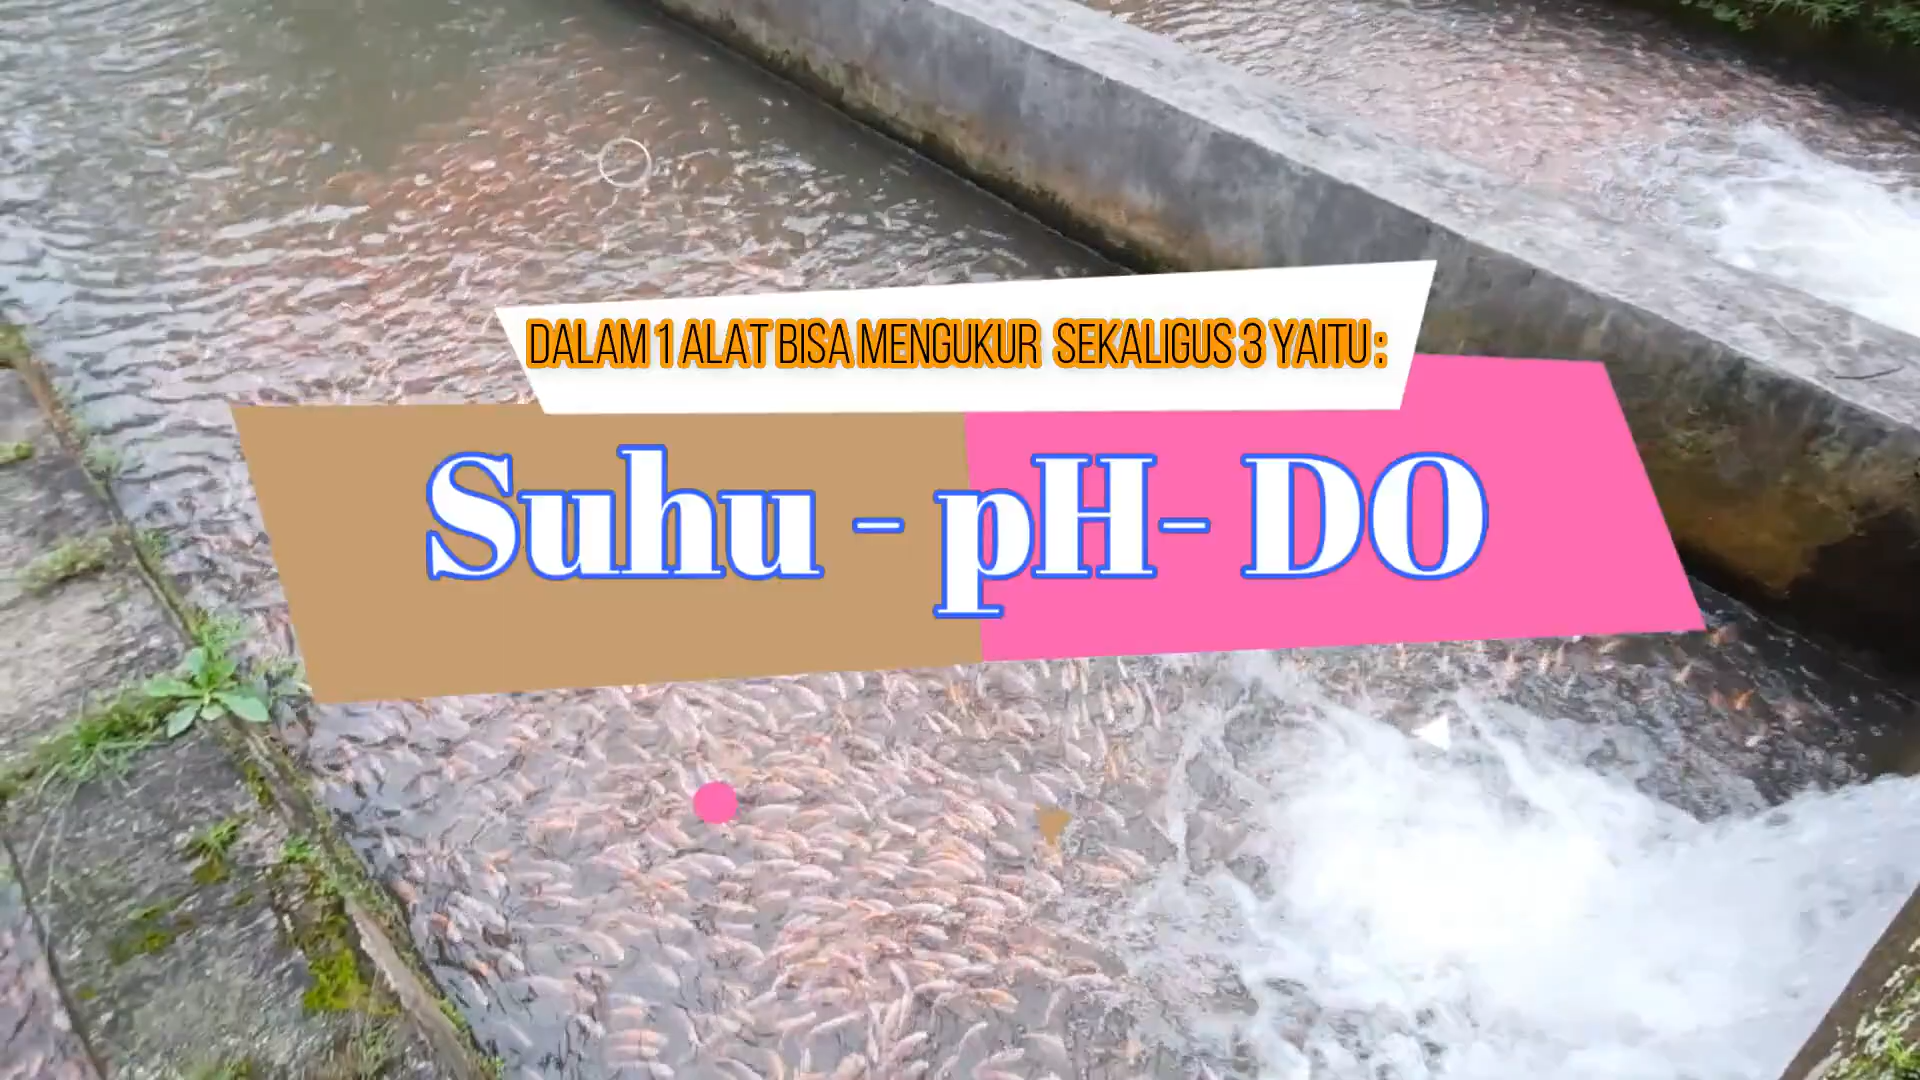 DALAM 1 ALAT BISA MENGUKUR SEKALIGUS 3 YAITU :
Suhu - pH- DO